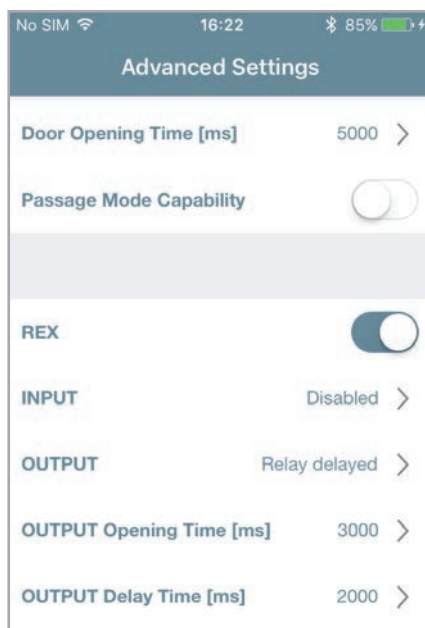 No SIM 16:22 85%
Advanced Settings
Door Opening Time [ms] 5000
Passage Mode Capability
REX
INPUT Disabled
OUTPUT Relay delayed
OUTPUT Opening Time [ms] 3000
OUTPUT Delay Time [ms] 2000